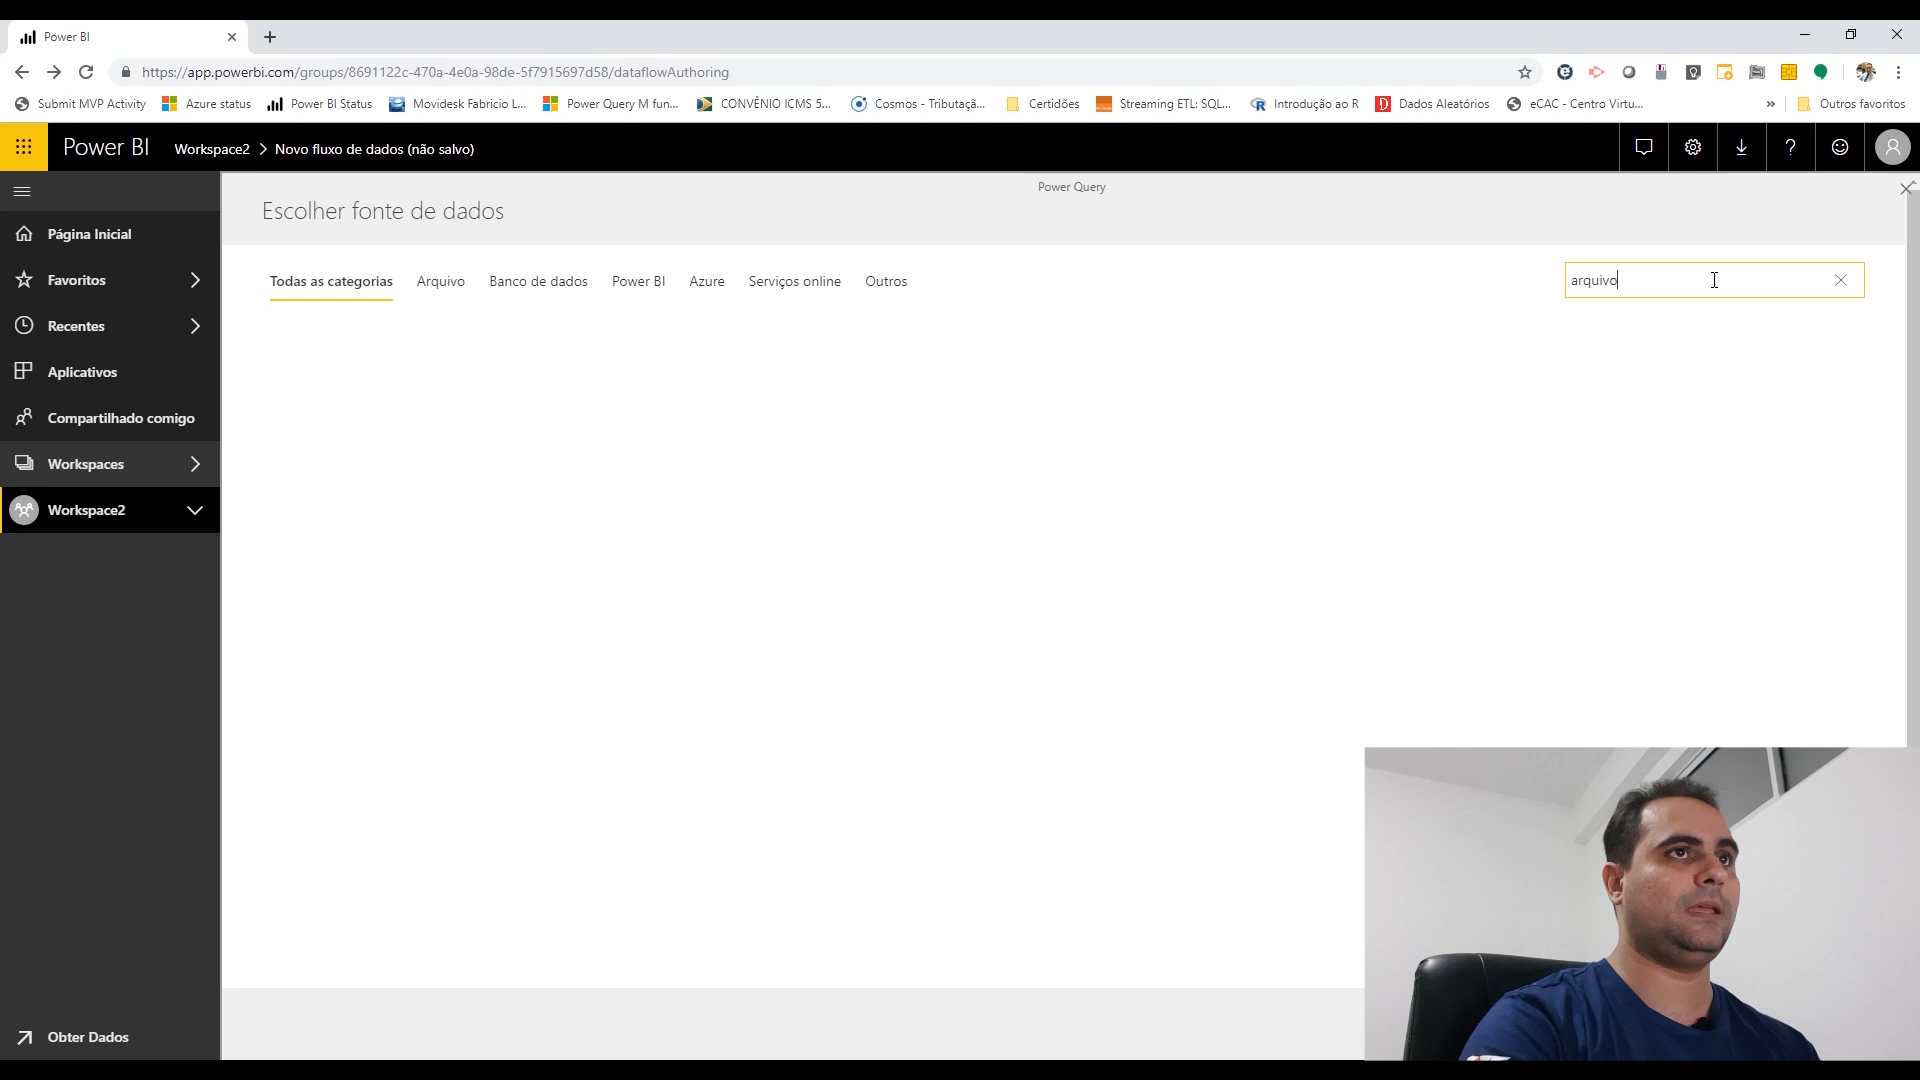 Power BI
https://app.powerbi.com/groups/8691122c-470a-4e0a-98de-5f7915697d58/dataflowAuthoring
Submit MVP Activity Azure status Power BI Status Movidesk Fabricio L... Power Query M fun... CONVÊNIO ICMS 5... Cosmos - Tributaçã... Certidões Streaming ETL: SQL... Introdução ao R Dados Aleatórios eCAC - Centro Virtu... » Outros favoritos
Power BI Workspace2 > Novo fluxo de dados (não salvo)
Power Query
Escolher fonte de dados
Todas as categorias Arquivo Banco de dados Power BI Azure Serviços online Outros
arquivo
Página Inicial
Favoritos
Recentes
Aplicativos
Compartilhado comigo
Workspaces
Workspace2
Obter Dados